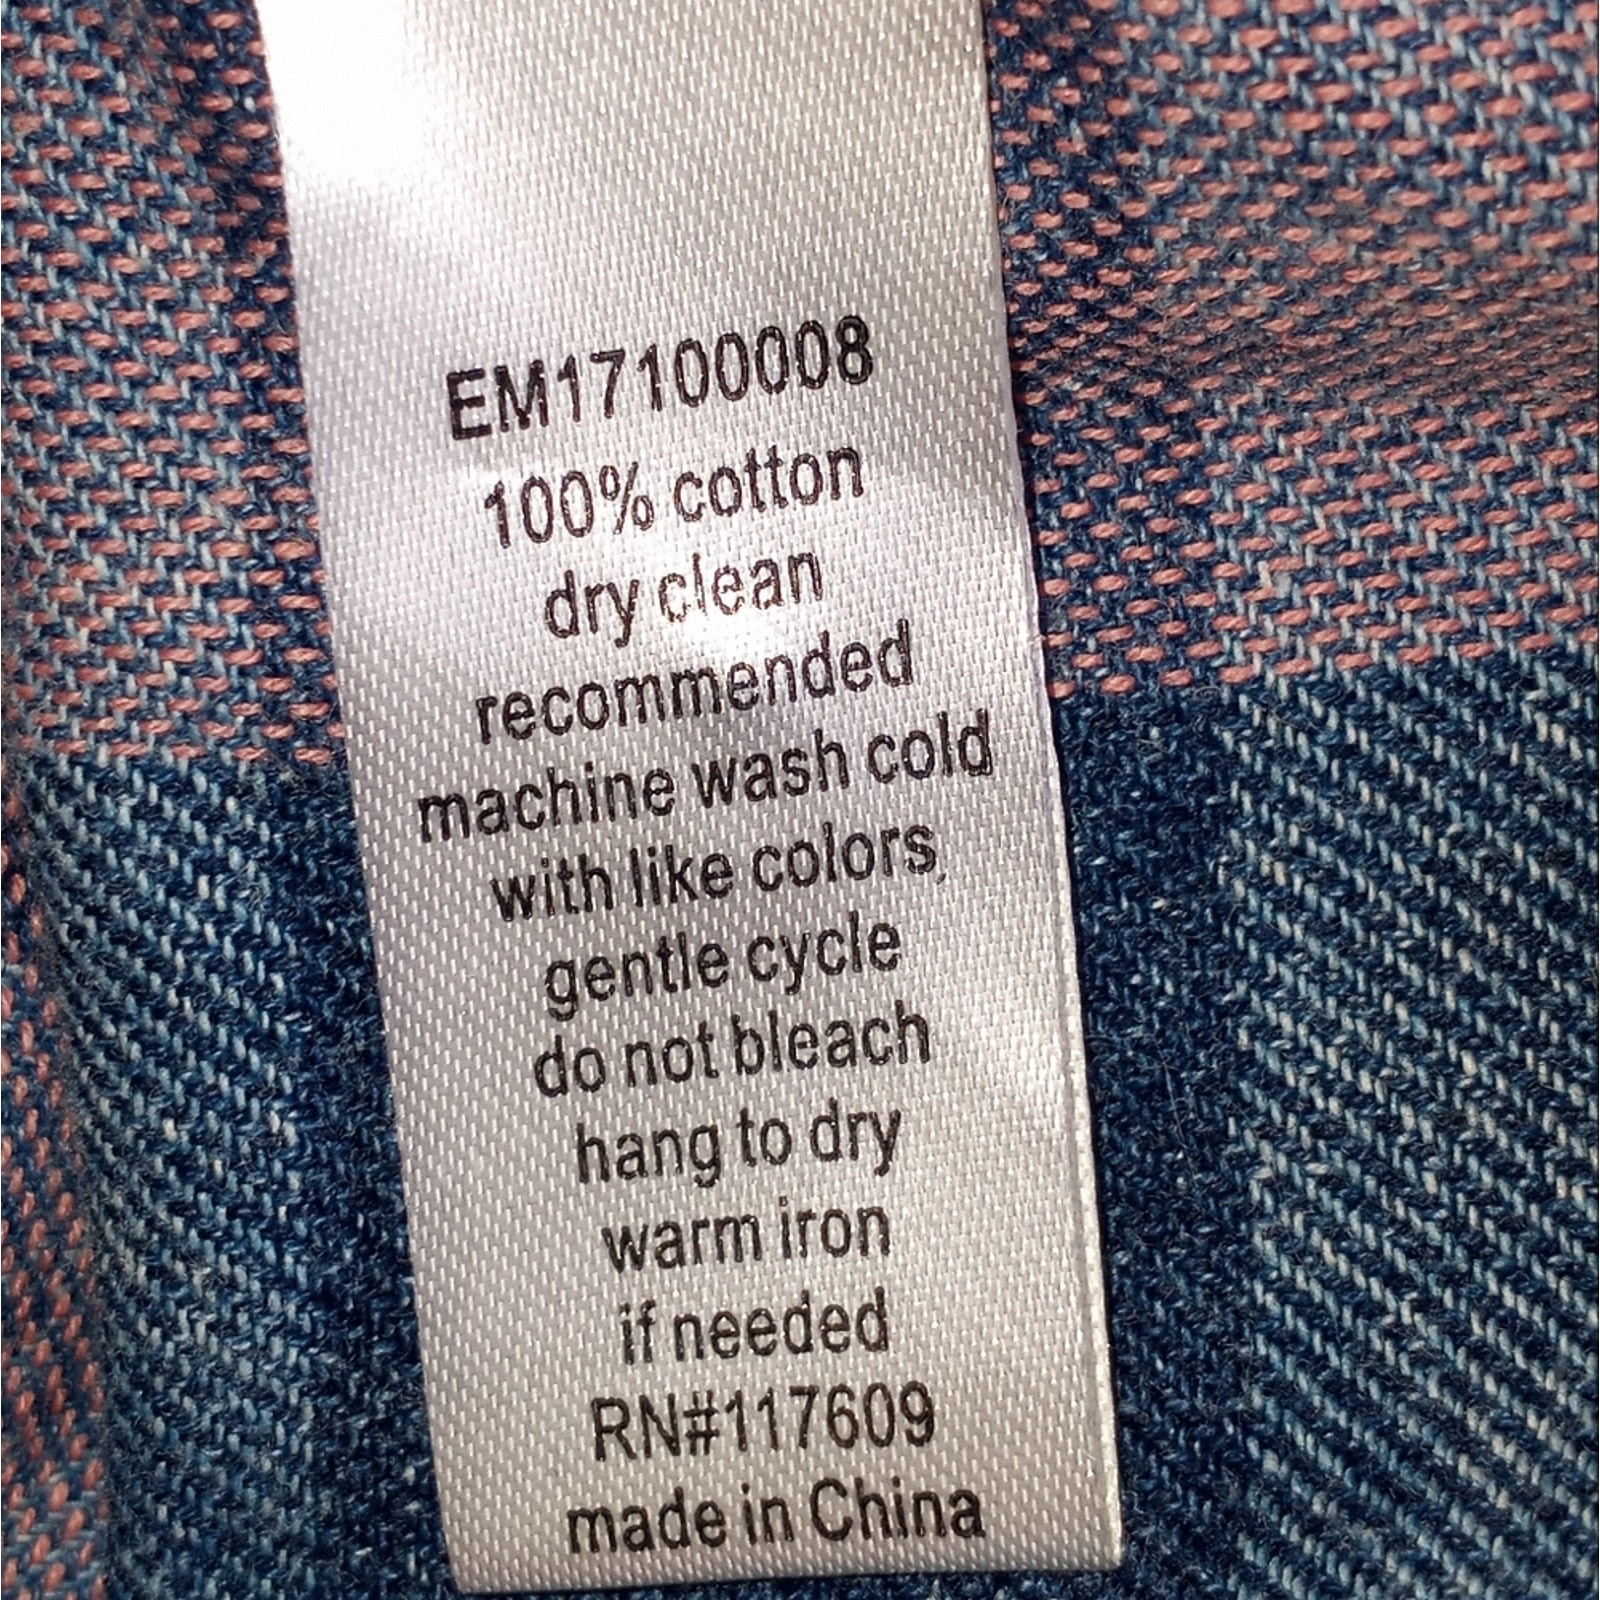 EM17100008
100% cotton
dry clean
recommended
machine wash cold
with like colors,
gentle cycle
do not bleach
hang to dry
warm iron
if needed
RN#117609
made in China